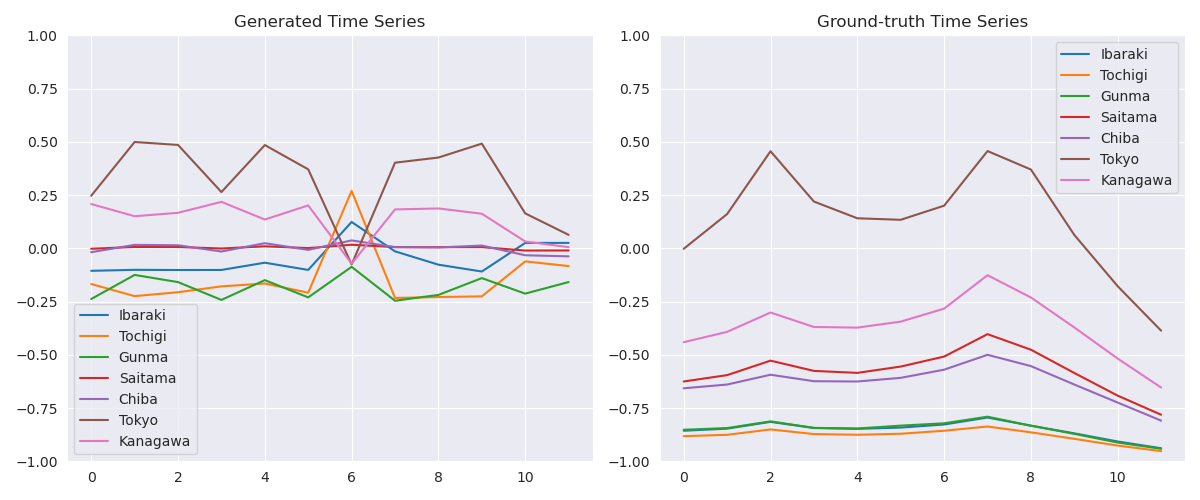 Generated Time Series
1.00
0.75
0.50
0.25
0.00
−0.25
−0.50
−0.75
−1.00
0 2 4 6 8 10
Ibaraki
Tochigi
Gunma
Saitama
Chiba
Tokyo
Kanagawa
Ground-truth Time Series
1.00
0.75
0.50
0.25
0.00
−0.25
−0.50
−0.75
−1.00
0 2 4 6 8 10
Ibaraki
Tochigi
Gunma
Saitama
Chiba
Tokyo
Kanagawa